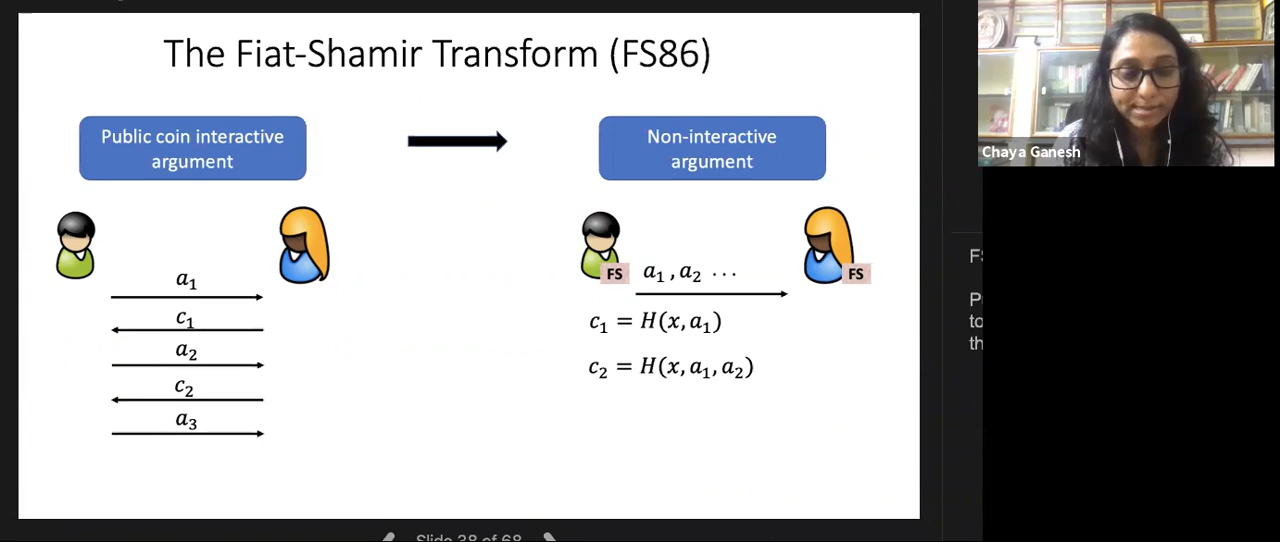 The Fiat-Shamir Transform (FS86)
Public coin interactive
argument
Non-interactive
argument
a₁
c₁
a₂
c₂
a₃
FS
a₁ , a₂ ⋯
FS
c₁ = H(x, a₁)
c₂ = H(x, a₁, a₂)
Chaya Ganesh
Slide 38 of 68